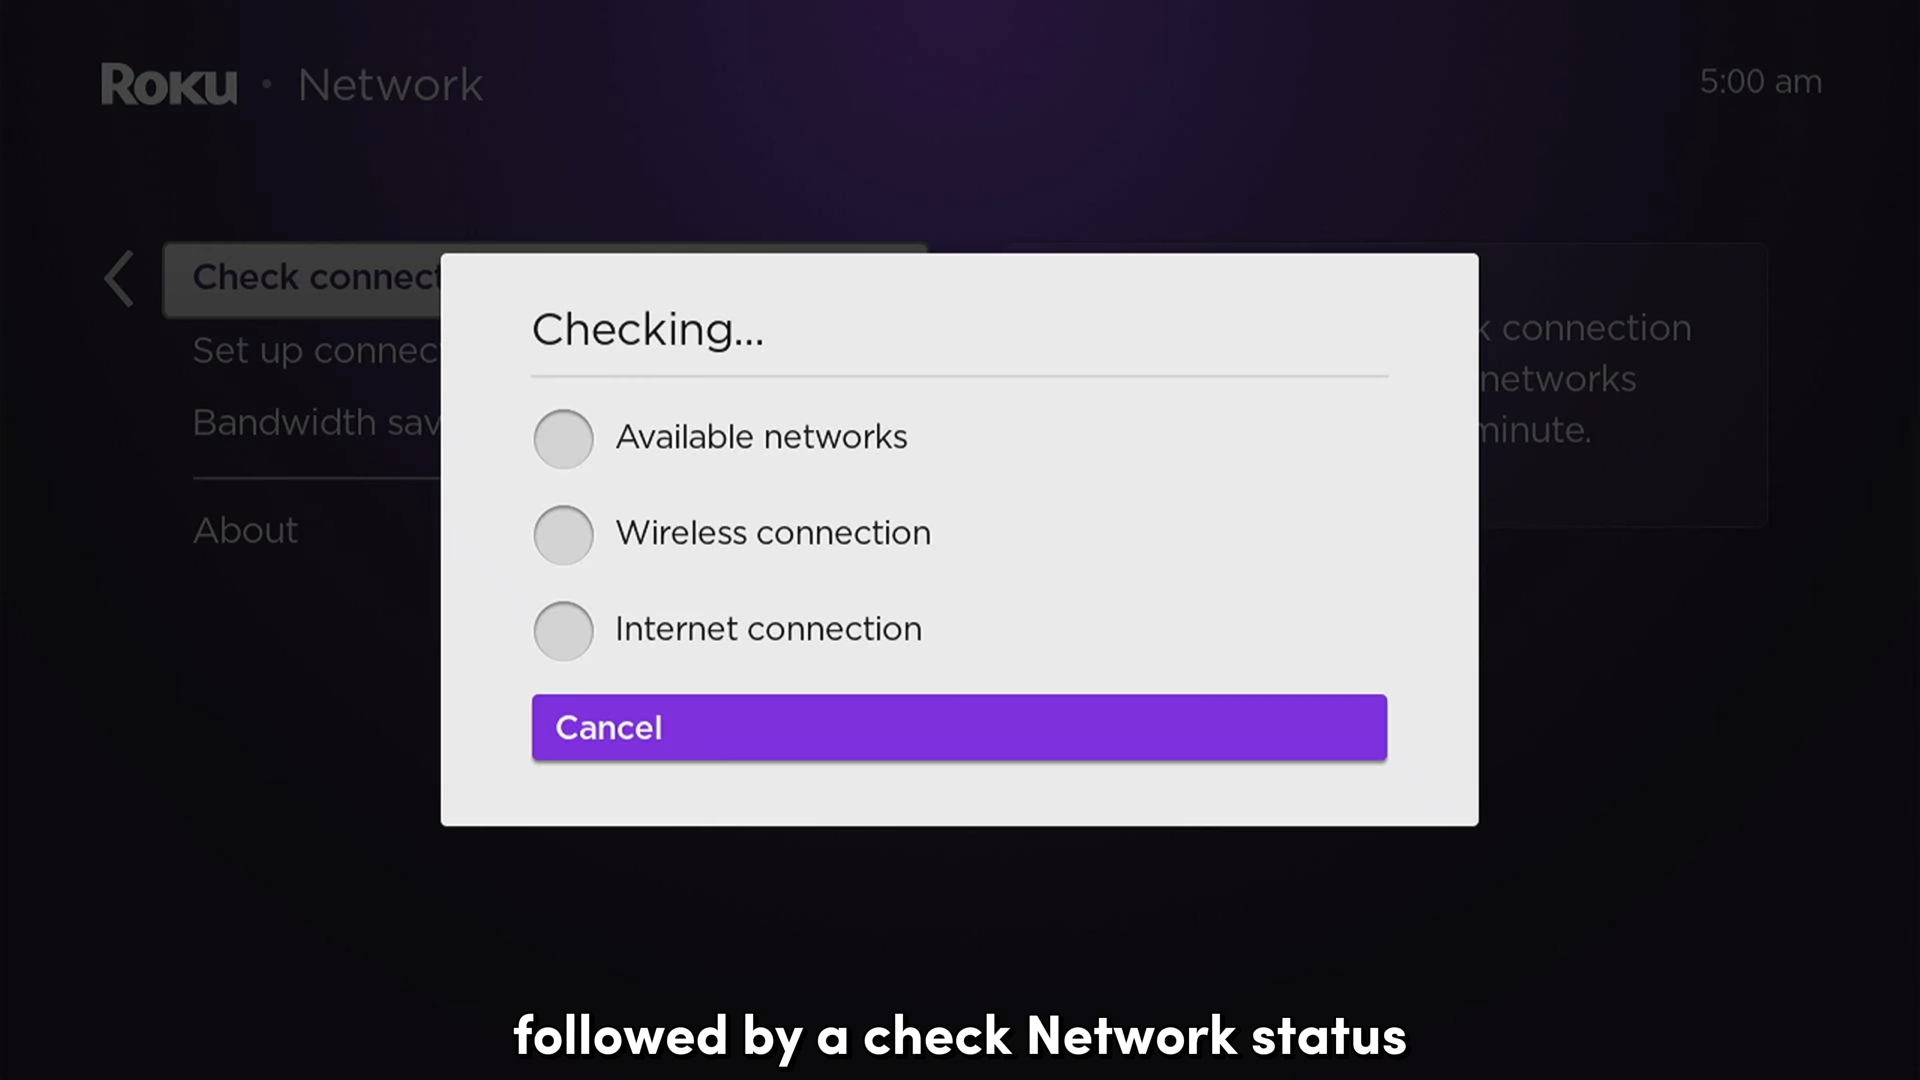 Roku • Network
5:00 am
Check connect
Set up connec
Bandwidth sav
About
connection
networks
minute.
Checking...
Available networks
Wireless connection
Internet connection
Cancel
followed by a check Network status